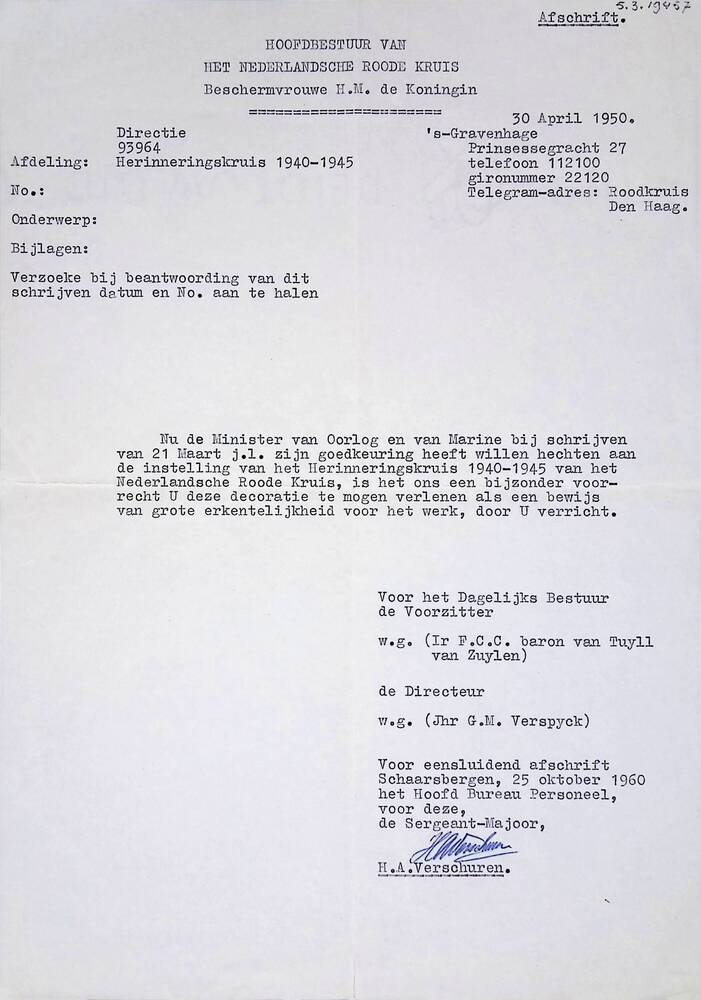 Afschrift.
HOOFDBESTUUR VAN
HET NEDERLANDSCHE ROODE KRUIS
Beschermvrouwe H.M. de Koningin
======================
30 April 1950.
Directie
's-Gravenhage
93964
Prinsessegracht 27
Afdeling: Herinneringskruis 1940-1945
telefoon 112100
gironummer 22120
No.:
Telegram-adres: Roodkruis
Den Haag.
Onderwerp:
Bijlagen:
Verzoeke bij beantwoording van dit
schrijven datum en No. aan te halen
Nu de Minister van Oorlog en van Marine bij schrijven
van 21 Maart j.l. zijn goedkeuring heeft willen hechten aan
de instelling van het Herinneringskruis 1940-1945 van het
Nederlandsche Roode Kruis, is het ons een bijzonder voor-
recht U deze decoratie te mogen verlenen als een bewijs
van grote erkentelijkheid voor het werk, door U verricht.
Voor het Dagelijks Bestuur
de Voorzitter
w.g. (Ir F.C.C. baron van Tuyll
van Zuylen)
de Directeur
w.g. (Jhr G.M. Verspyck)
Voor eensluidend afschrift
Schaarsbergen, 25 oktober 1960
het Hoofd Bureau Personeel,
voor deze,
de Sergeant-Majoor,
H.A.Verschuren.